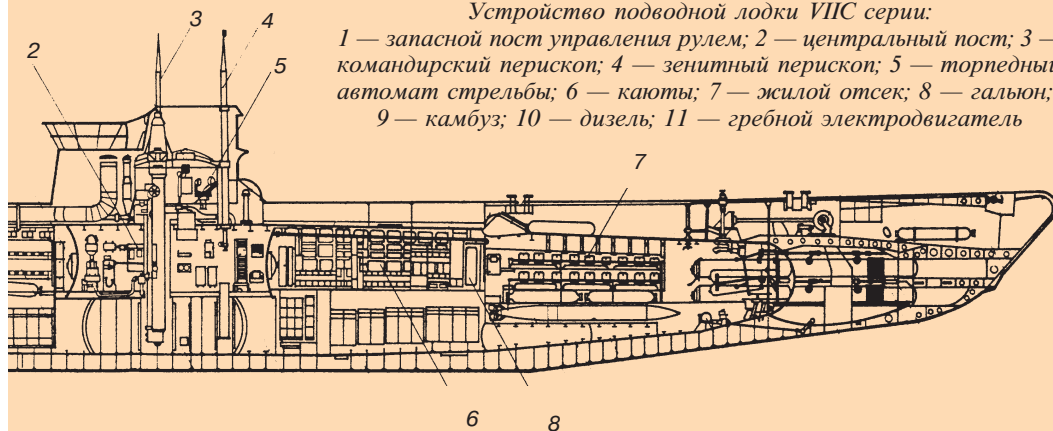 Устройство подводной лодки VIIC серии:
1 — запасной пост управления рулем; 2 — центральный пост; 3 —
командирский перископ; 4 — зенитный перископ; 5 — торпедный
автомат стрельбы; 6 — каюты; 7 — жилой отсек; 8 — гальюн;
9 — камбуз; 10 — дизель; 11 — гребной электродвигатель
3
4
2
5
7
6
8